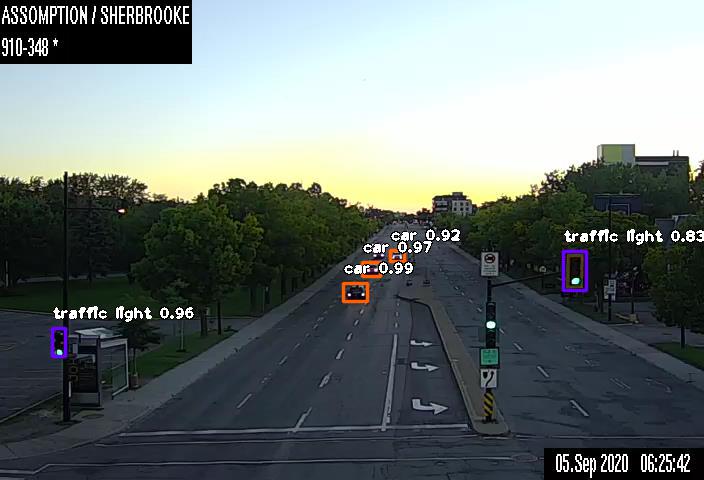 ASSOMPTION / SHERBROOKE
910-348 *
car 0.92
car 0.97
car 0.99
traffic light 0.83
traffic light 0.96
05.Sep 2020 06:25:42